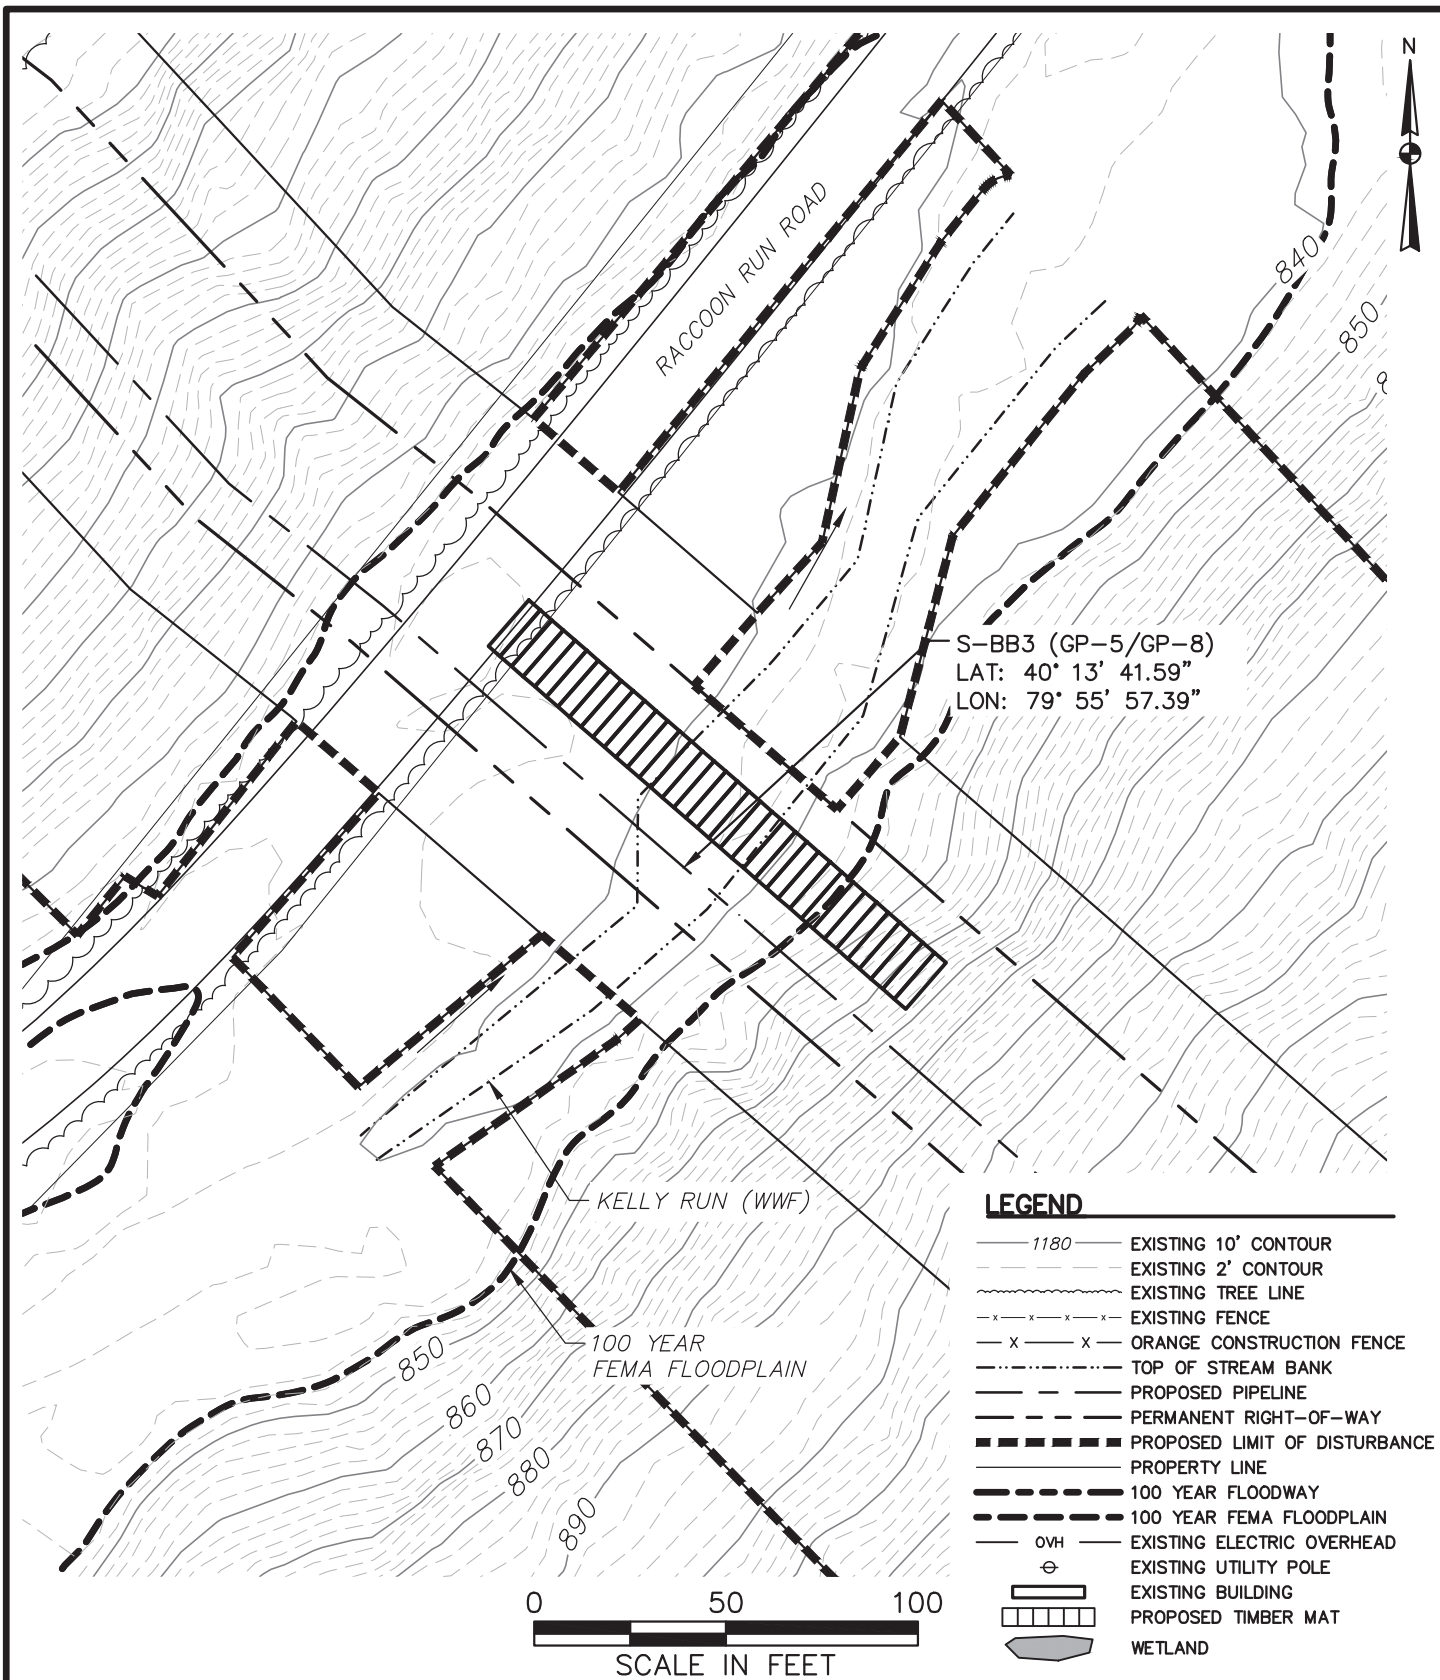 N
RACCOON RUN ROAD
840
850
S-BB3 (GP-5/GP-8)
LAT: 40° 13' 41.59"
LON: 79° 55' 57.39"
KELLY RUN (WWF)
100 YEAR
FEMA FLOODPLAIN
850
860
870
880
890
LEGEND
1180 EXISTING 10' CONTOUR
EXISTING 2' CONTOUR
EXISTING TREE LINE
x x x x EXISTING FENCE
X X ORANGE CONSTRUCTION FENCE
TOP OF STREAM BANK
PROPOSED PIPELINE
PERMANENT RIGHT-OF-WAY
PROPOSED LIMIT OF DISTURBANCE
PROPERTY LINE
100 YEAR FLOODWAY
100 YEAR FEMA FLOODPLAIN
OVH EXISTING ELECTRIC OVERHEAD
EXISTING UTILITY POLE
EXISTING BUILDING
PROPOSED TIMBER MAT
WETLAND
0 50 100
SCALE IN FEET